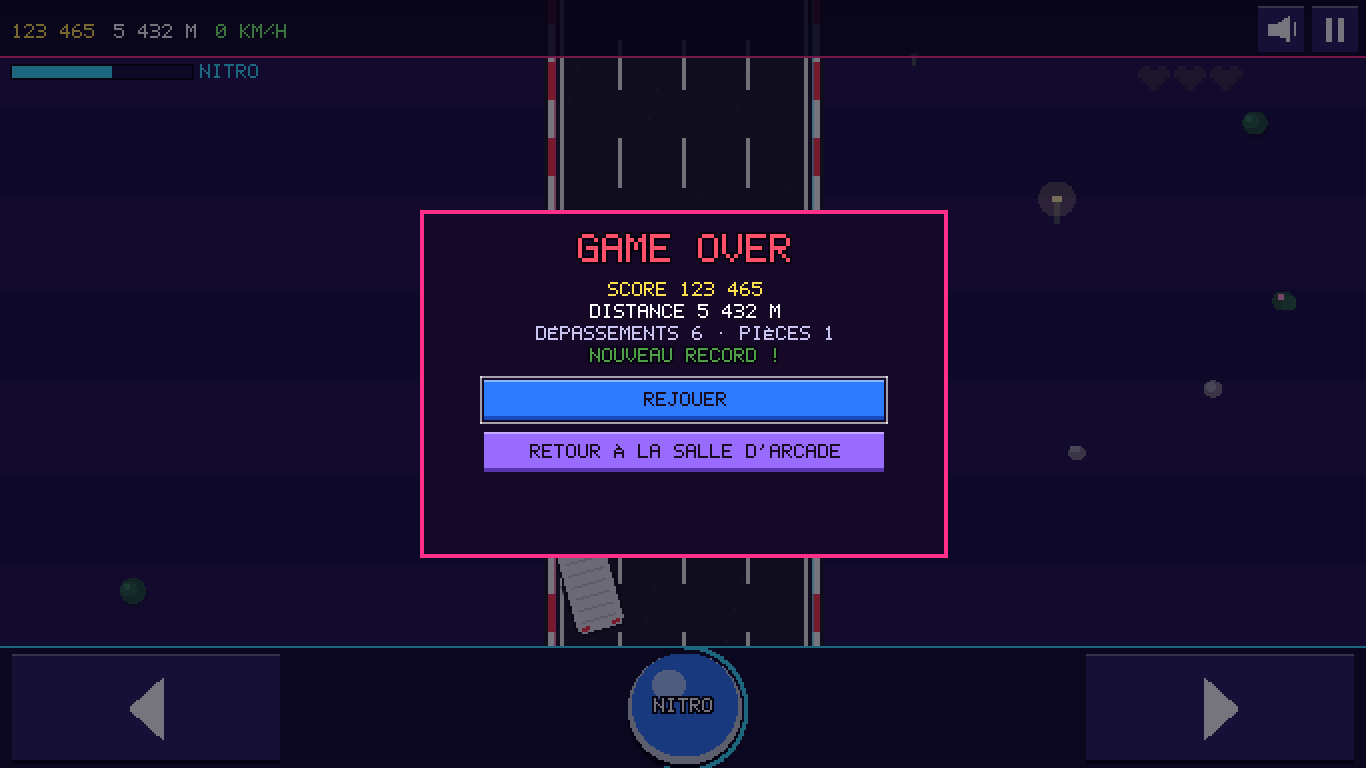 123 465 5 432 M 0 KM/H
NITRO
GAME OVER
SCORE 123 465
DISTANCE 5 432 M
DÉPASSEMENTS 6 · PIÈCES 1
NOUVEAU RECORD !
REJOUER
RETOUR À LA SALLE D'ARCADE
NITRO